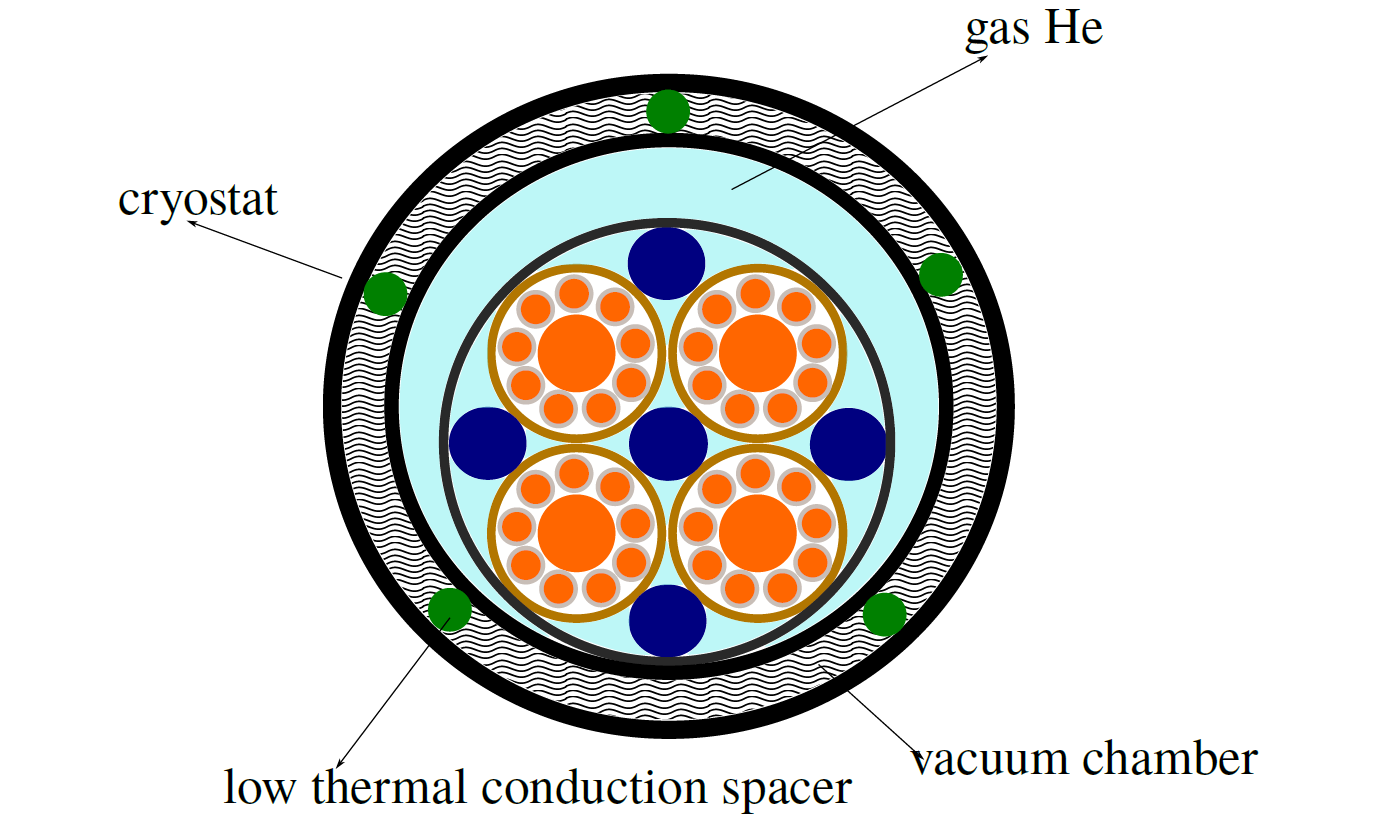 gas He
cryostat
vacuum chamber
low thermal conduction spacer